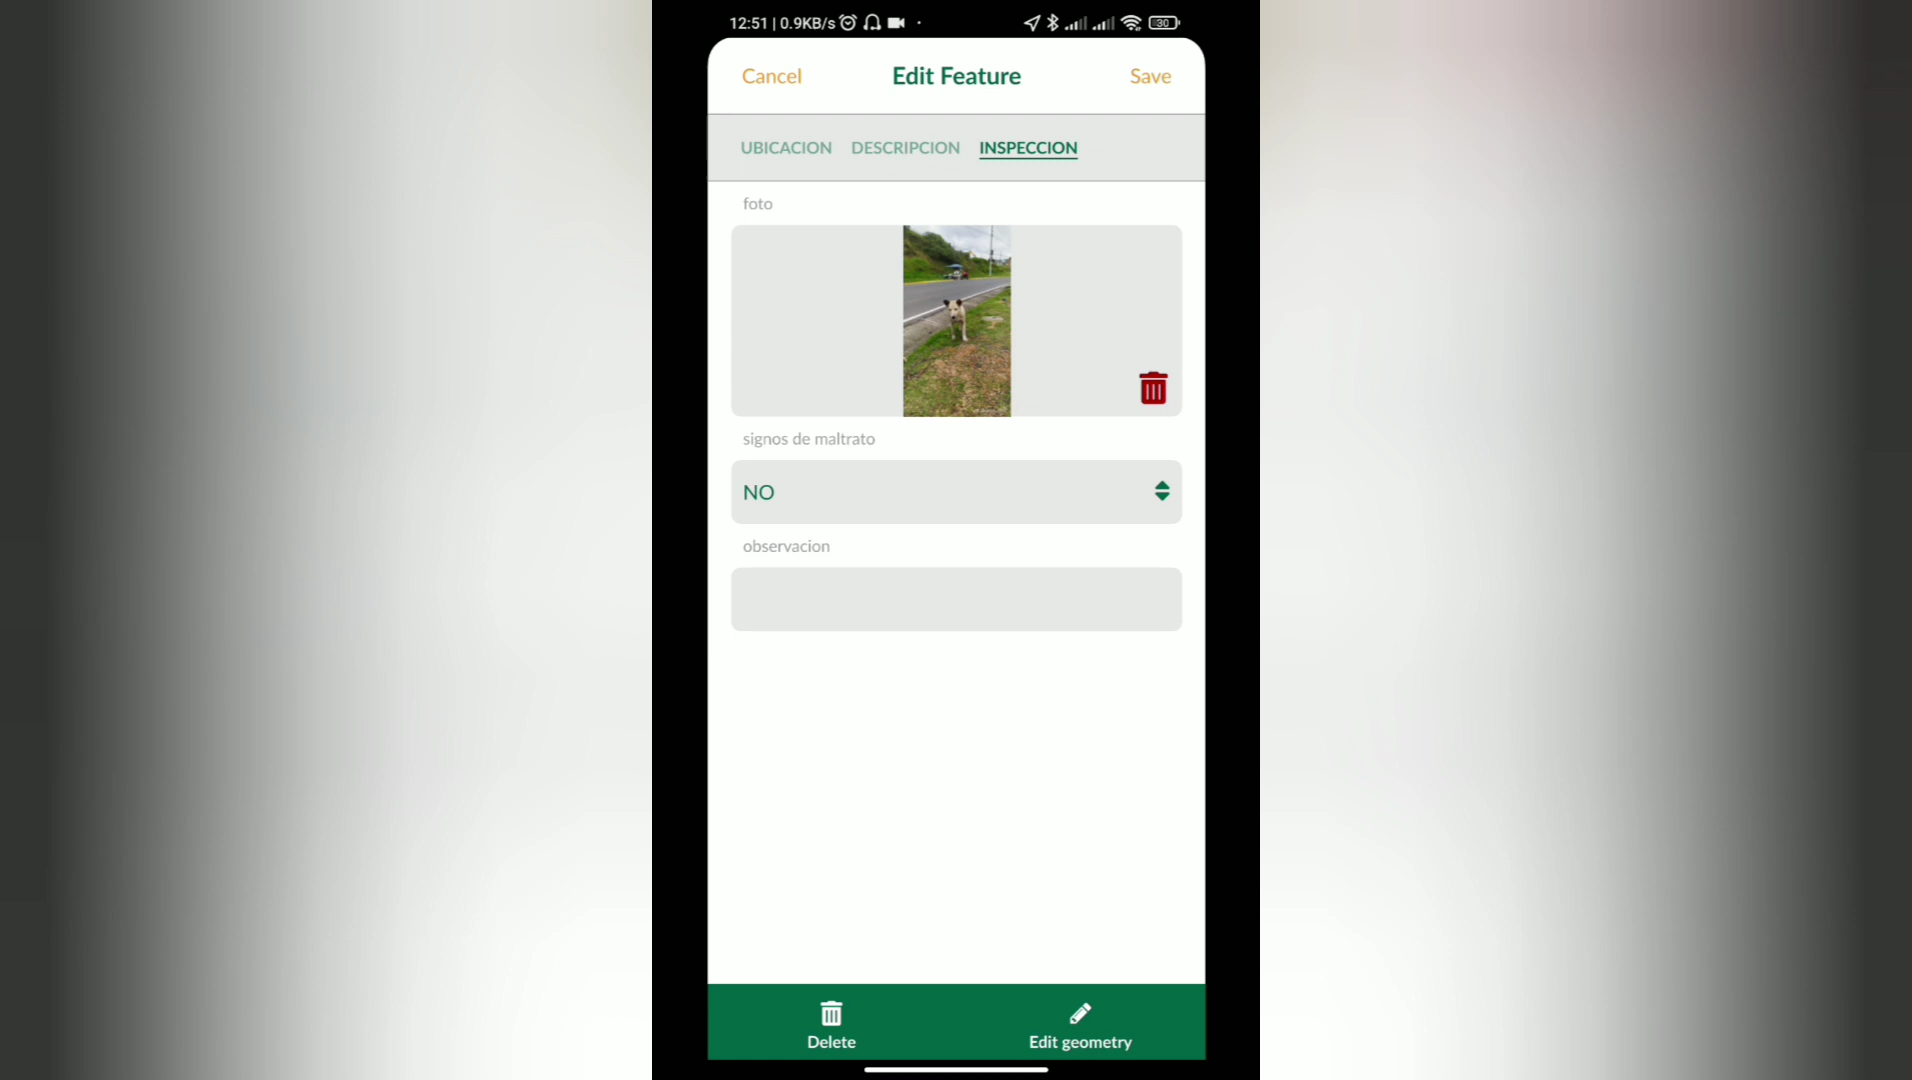 12:51 | 0.9KB/s 30
Cancel Edit Feature Save
UBICACION DESCRIPCION INSPECCION
foto
signos de maltrato
NO
observacion
Delete Edit geometry